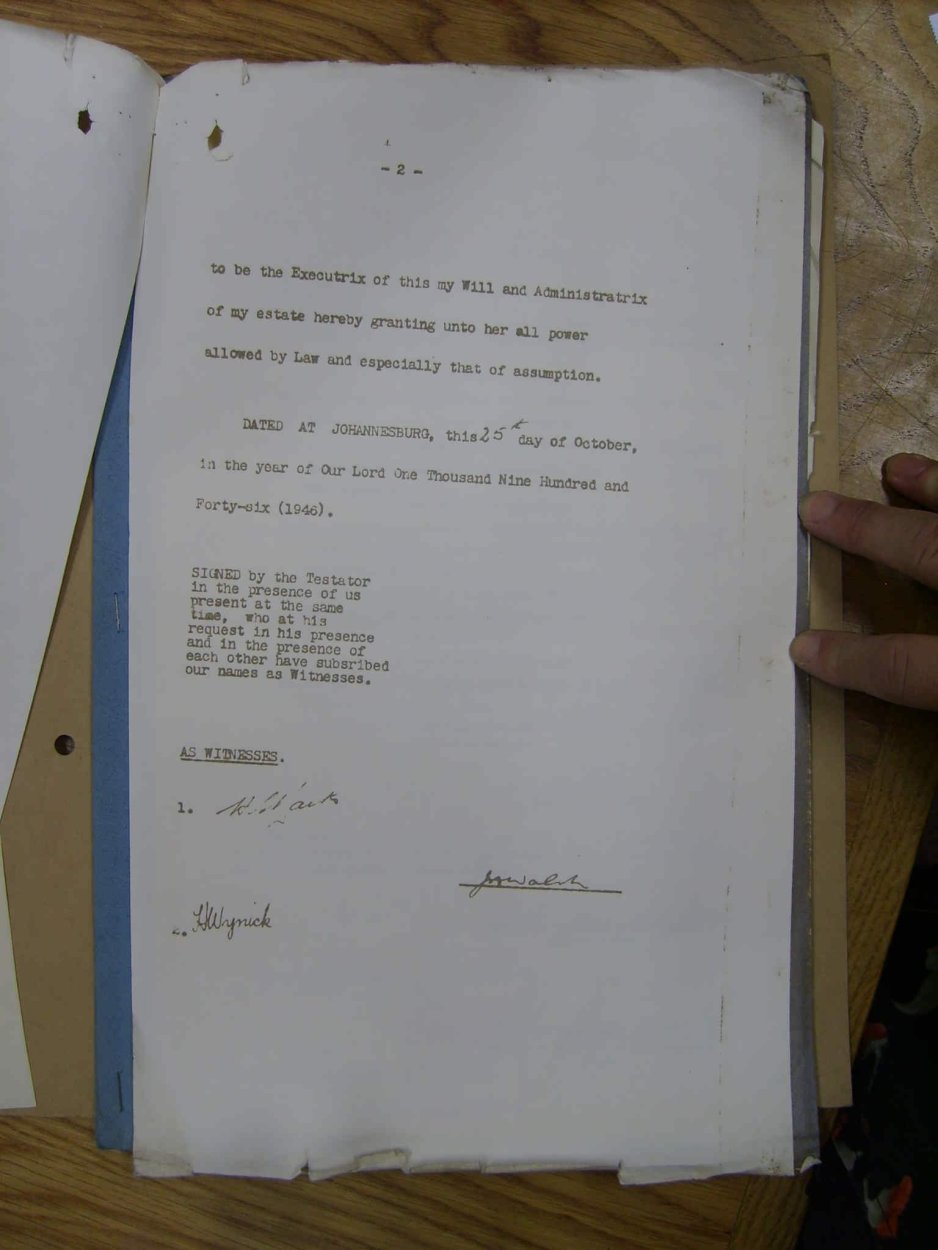 - 2 -
to be the Executrix of this my Will and Administratrix
of my estate hereby granting unto her all power
allowed by Law and especially that of assumption.
DATED AT JOHANNESBURG, this 25th day of October,
in the year of Our Lord One Thousand Nine Hundred and
Forty-six (1946).
SIGNED by the Testator
in the presence of us
present at the same
time, who at his
request in his presence
and in the presence of
each other have subsribed
our names as Witnesses.
AS WITNESSES.
1.
Walsh
2. HWynick